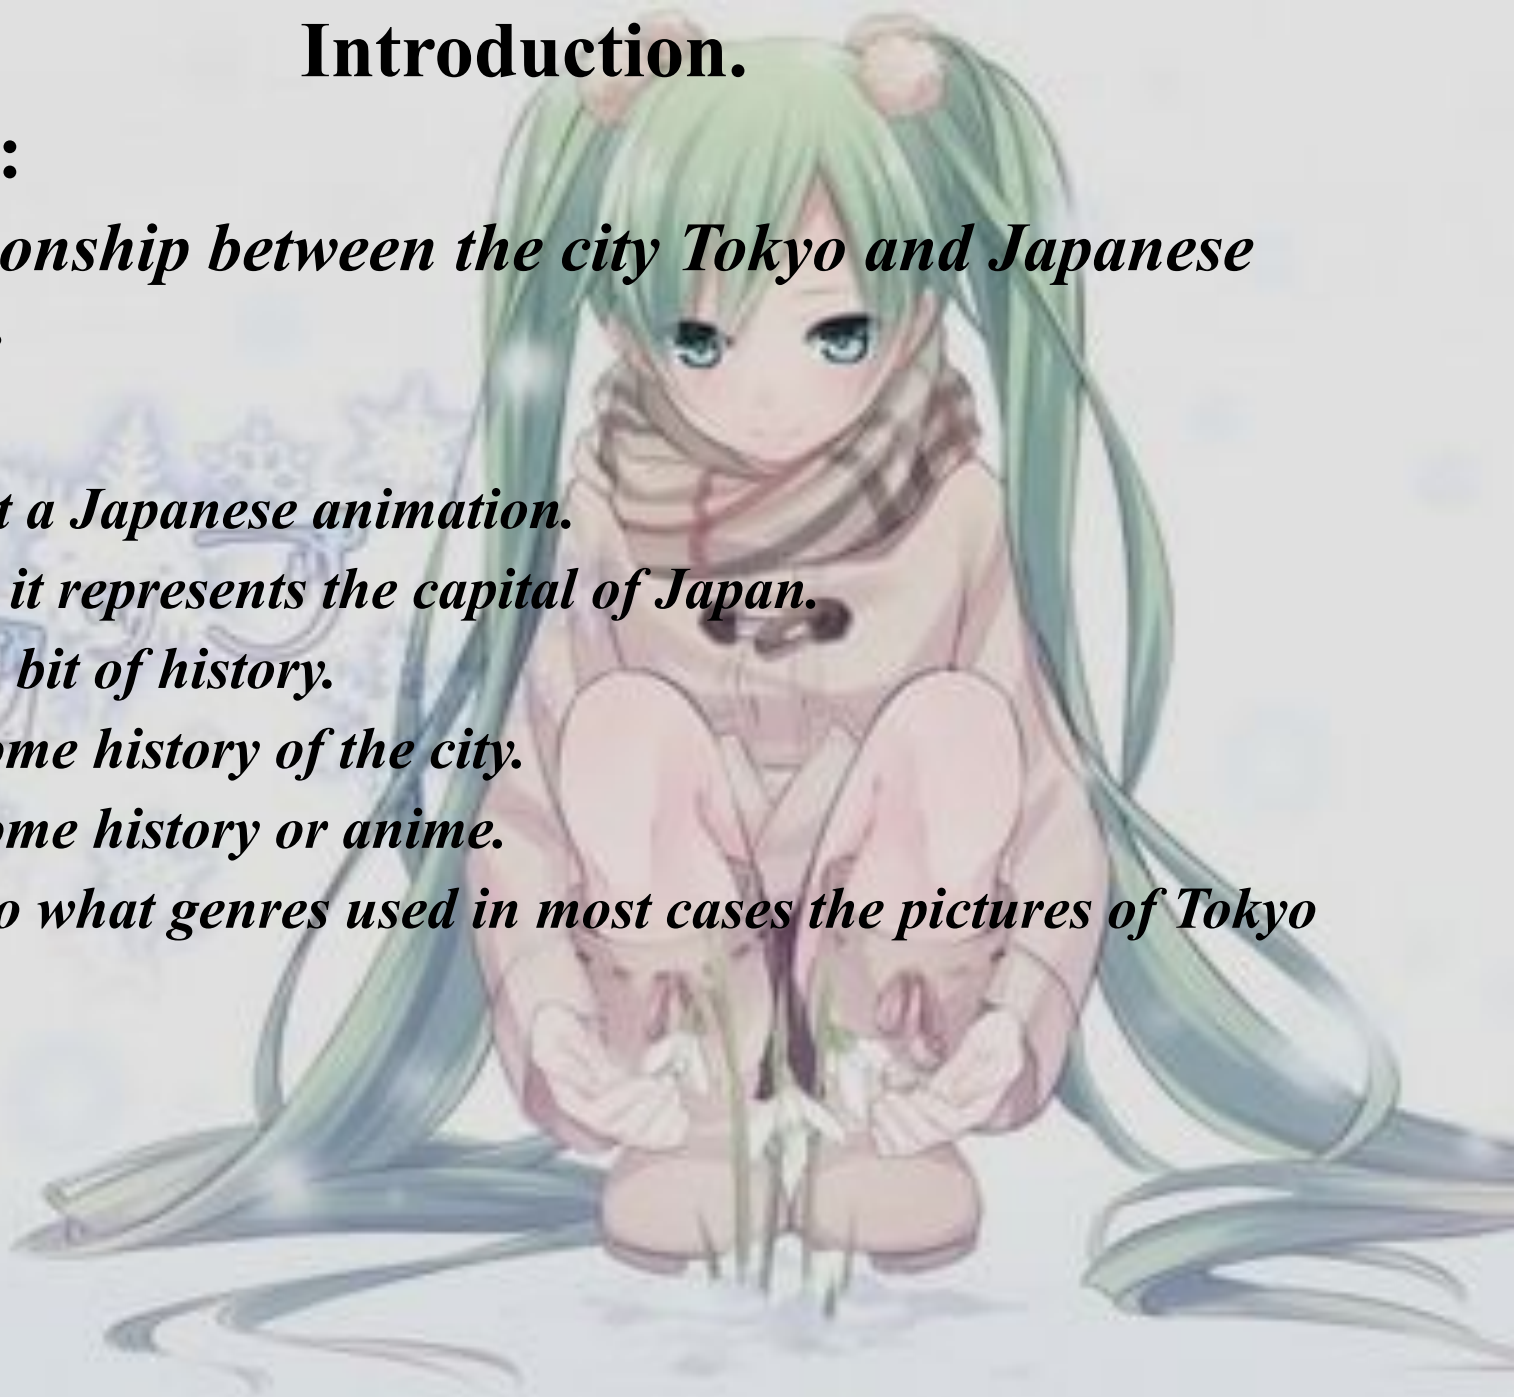 Introduction.
:
onship between the city Tokyo and Japanese
t a Japanese animation.
it represents the capital of Japan.
bit of history.
ome history of the city.
ome history or anime.
o what genres used in most cases the pictures of Tokyo